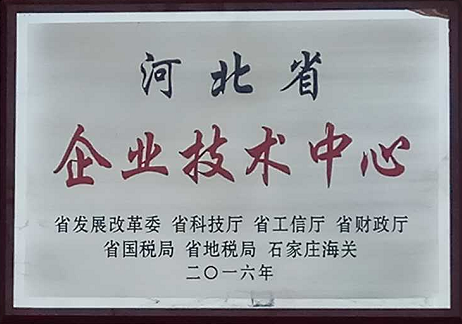 河北省
企业技术中心
省发展改革委 省科技厅 省工信厅 省财政厅
省国税局 省地税局 石家庄海关
二〇一六年